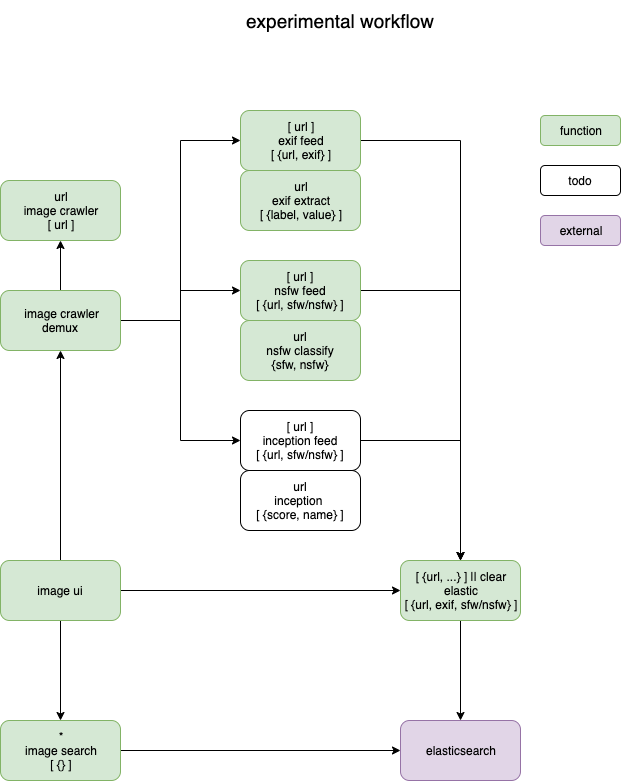 experimental workflow
[ url ]
exif feed
[ {url, exif} ]
url
exif extract
[ {label, value} ]
function
todo
external
url
image crawler
[ url ]
image crawler
demux
[ url ]
nsfw feed
[ {url, sfw/nsfw} ]
url
nsfw classify
{sfw, nsfw}
[ url ]
inception feed
[ {url, sfw/nsfw} ]
url
inception
[ {score, name} ]
image ui
[ {url, ...} ] || clear
elastic
[ {url, exif, sfw/nsfw} ]
*
image search
[ {} ]
elasticsearch